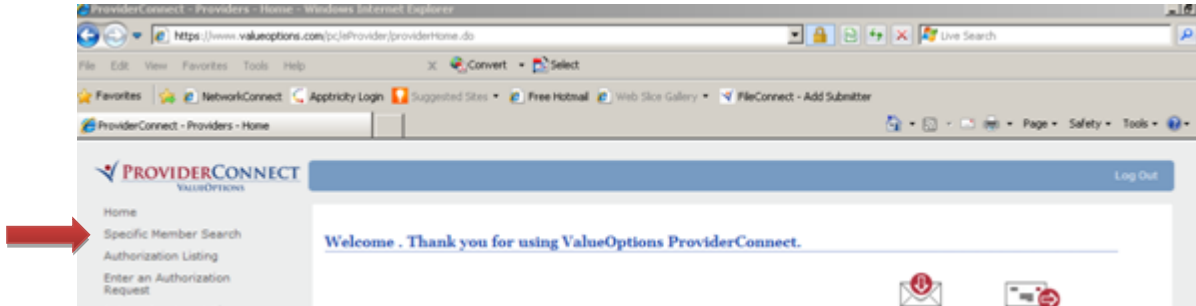 ProviderConnect - Providers - Home - Windows Internet Explorer
https://www.valueoptions.com/pc/eProvider/providerHome.do
Live Search
File Edit View Favorites Tools Help
x Convert Select
Favorites NetworkConnect Apptricity Login Suggested Sites Free Hotmail Web Slice Gallery FileConnect - Add Submitter
ProviderConnect - Providers - Home
Page Safety Tools
PROVIDERCONNECT
VALUEOPTIONS
Log Out
Home
Specific Member Search
Authorization Listing
Enter an Authorization
Request
Welcome . Thank you for using ValueOptions ProviderConnect.